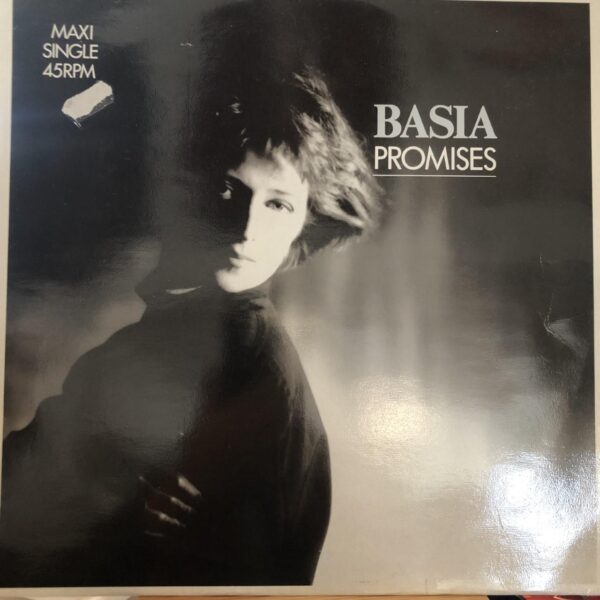 MAXI
SINGLE
45RPM
BASIA
PROMISES